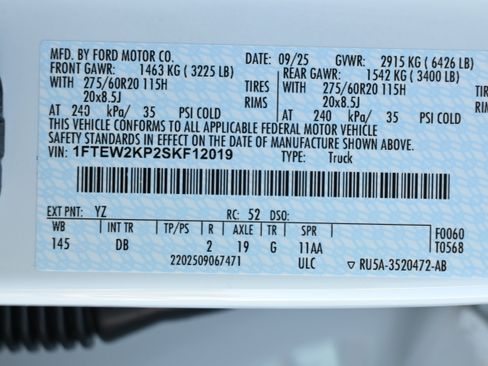 MFD. BY FORD MOTOR CO. DATE: 09/25 GVWR: 2915 KG ( 6426 LB)
FRONT GAWR: 1463 KG ( 3225 LB) REAR GAWR: 1542 KG ( 3400 LB)
WITH 275/60R20 115H TIRES WITH 275/60R20 115H TIRES
20x8.5J RIMS 20x8.5J RIMS
AT 240 kPa/ 35 PSI COLD AT 240 kPa/ 35 PSI COLD
THIS VEHICLE CONFORMS TO ALL APPLICABLE FEDERAL MOTOR VEHICLE
SAFETY STANDARDS IN EFFECT ON THE DATE OF MANUFACTURE SHOWN ABOVE.
VIN: 1FTEW2KP2SKF12019 TYPE: Truck
EXT PNT: YZ RC: 52 DSO: F0060
WB INT TR TP/PS R AXLE TR SPR T0568
145 DB 2 19 G 11AA
2202509067471 ULC ▼ RU5A-3520472-AB